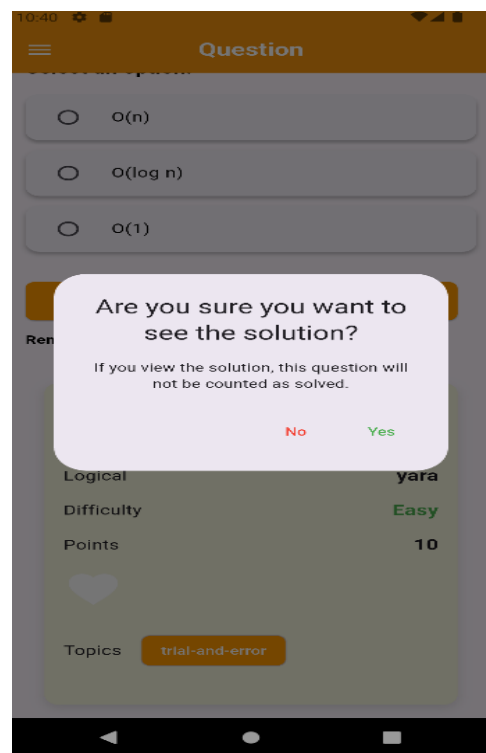 10:40
Question
O(n)
O(log n)
O(1)
Are you sure you want to
see the solution?
If you view the solution, this question will
not be counted as solved.
No Yes
Logical yara
Difficulty Easy
Points 10
Topics trial-and-error